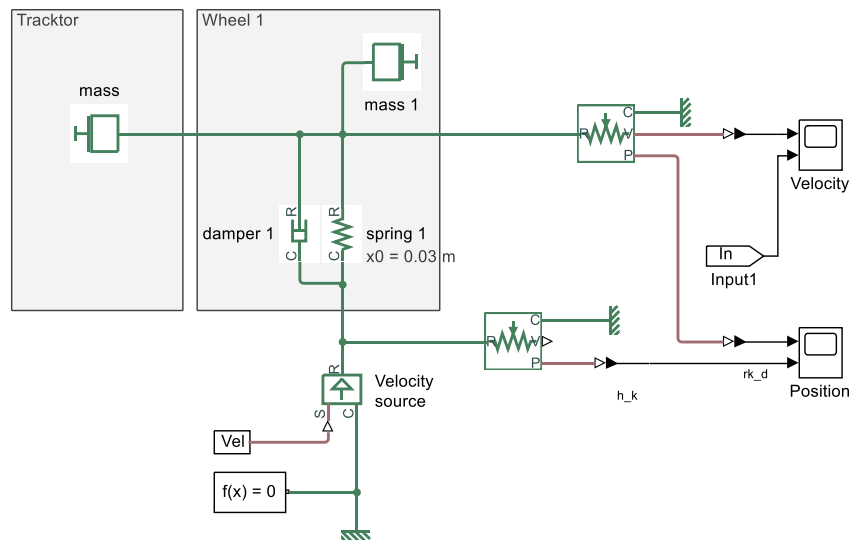 Tracktor
Wheel 1
mass
mass 1
C
R
V
P
Velocity
damper 1
R
C
R
C
spring 1
x0 = 0.03 m
In
Input1
C
R
V
P
rk_d
Position
h_k
R
Velocity
source
S
C
Vel
f(x) = 0